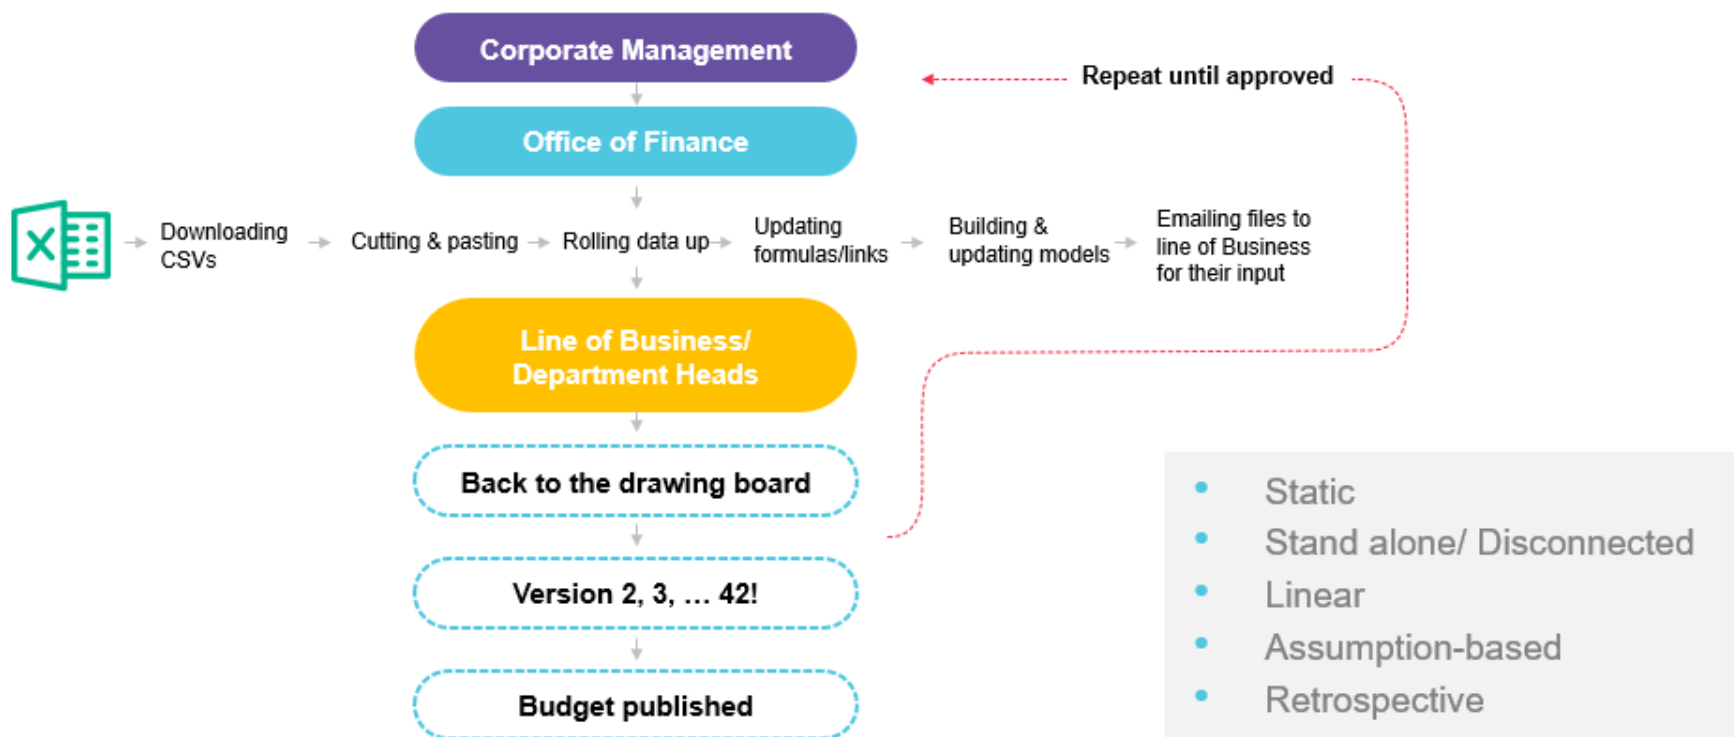 Corporate Management
Repeat until approved
Office of Finance
Downloading
CSVs
Cutting & pasting
Rolling data up
Updating
formulas/links
Building &
updating models
Emailing files to
line of Business
for their input
Line of Business/
Department Heads
Back to the drawing board
Version 2, 3, … 42!
Budget published
• Static
• Stand alone/ Disconnected
• Linear
• Assumption-based
• Retrospective